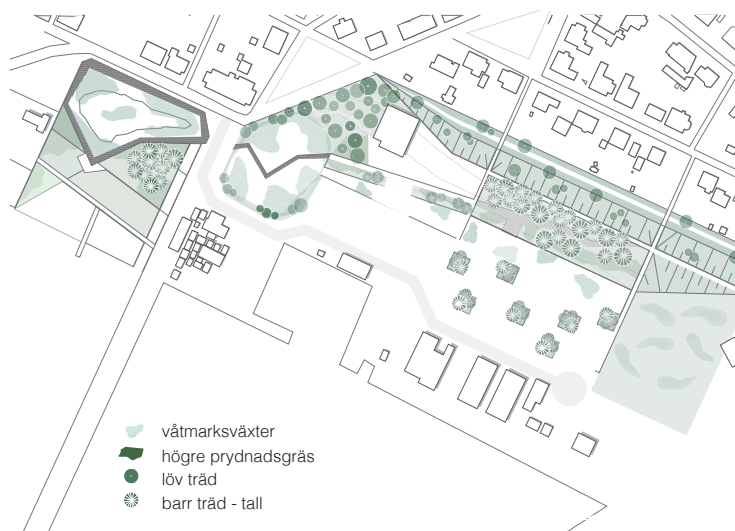 våtmarksväxter
högre prydnadsgräs
löv träd
barr träd - tall